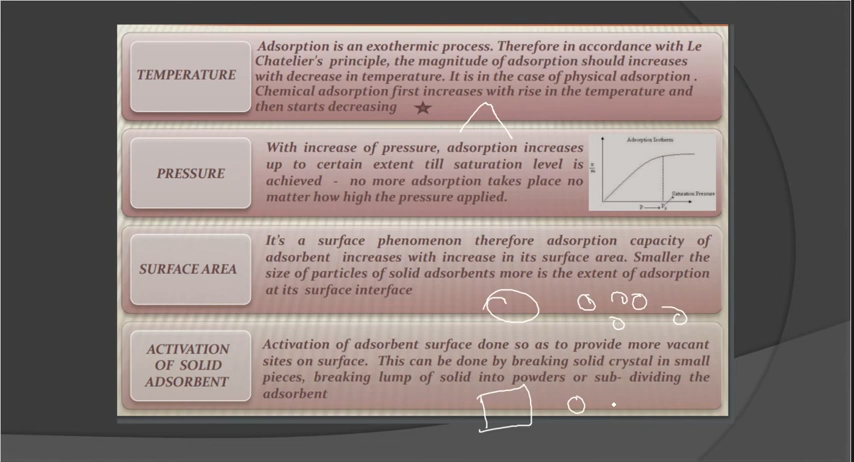 TEMPERATURE
Adsorption is an exothermic process. Therefore in accordance with Le
Chatelier's principle, the magnitude of adsorption should increases
with decrease in temperature. It is in the case of physical adsorption .
Chemical adsorption first increases with rise in the temperature and
then starts decreasing
PRESSURE
With increase of pressure, adsorption increases
up to certain extent till saturation level is
achieved - no more adsorption takes place no
matter how high the pressure applied.
Adsorption Isotherm
Saturation Pressure
P
SURFACE AREA
It's a surface phenomenon therefore adsorption capacity of
adsorbent increases with increase in its surface area. Smaller the
size of particles of solid adsorbents more is the extent of adsorption
at its surface interface
ACTIVATION
OF SOLID
ADSORBENT
Activation of adsorbent surface done so as to provide more vacant
sites on surface. This can be done by breaking solid crystal in small
pieces, breaking lump of solid into powders or sub- dividing the
adsorbent